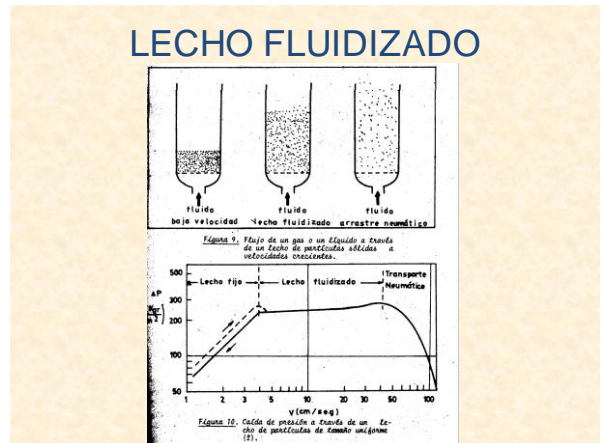 LECHO FLUIDIZADO
fluido fluido fluido
baja velocidad lecho fluidizado arrastre neumático
Figura 9. Flujo de un gas o un líquido a través
de un lecho de partículas sólidas a
velocidades crecientes.
500
300
200
100
50
ΔP
Lecho fijo Lecho fluidizado Transporte
Neumático
1 2 3 5 10 20 30 50 100
V(cm/seg)
Figura 10. Caída de presión a través de un le-
cho de partículas de tamaño uniforme